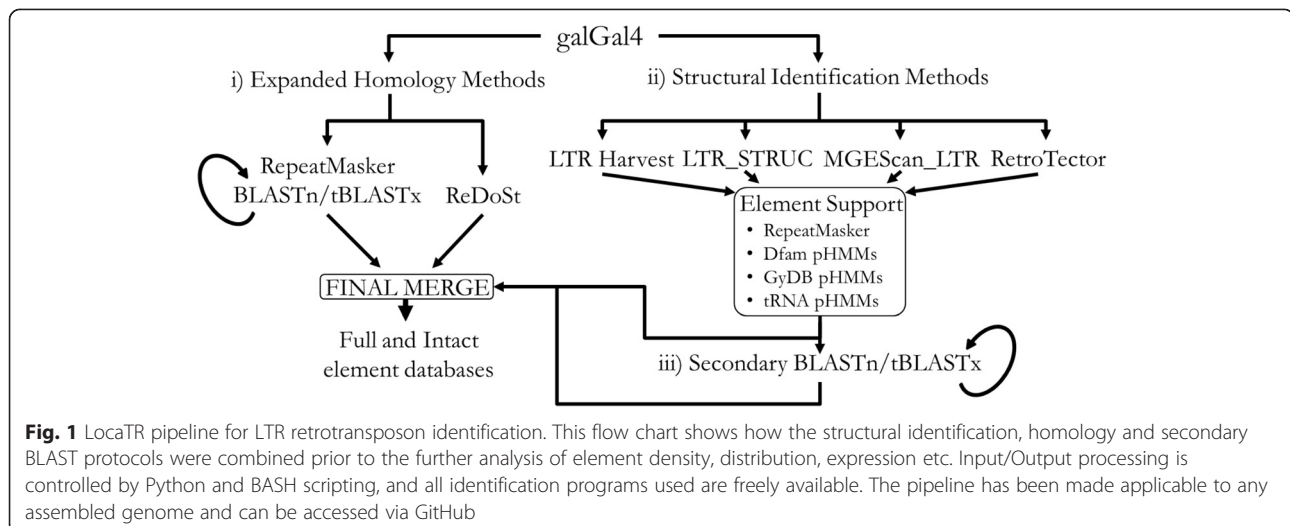 galGal4
i) Expanded Homology Methods
ii) Structural Identification Methods
RepeatMasker
BLASTn/tBLASTx
ReDoSt
LTR Harvest LTR_STRUC MGEScan_LTR RetroTector
Element Support
• RepeatMasker
• Dfam pHMMs
• GyDB pHMMs
• tRNA pHMMs
FINAL MERGE
Full and Intact
element databases
iii) Secondary BLASTn/tBLASTx
Fig. 1 LocaTR pipeline for LTR retrotransposon identification. This flow chart shows how the structural identification, homology and secondary
BLAST protocols were combined prior to the further analysis of element density, distribution, expression etc. Input/Output processing is
controlled by Python and BASH scripting, and all identification programs used are freely available. The pipeline has been made applicable to any
assembled genome and can be accessed via GitHub